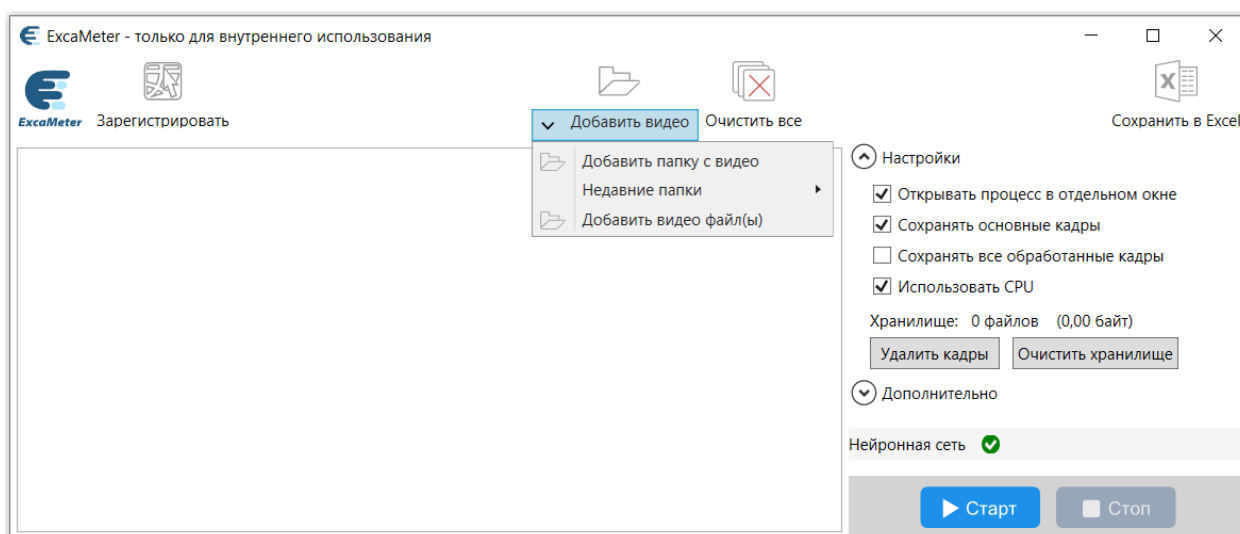 ExcaMeter - только для внутреннего использования
ExcaMeter Зарегистрировать
Добавить видео Очистить все
Сохранить в Excel
Добавить папку с видео
Недавние папки
Добавить видео файл(ы)
Настройки
Открывать процесс в отдельном окне
Сохранять основные кадры
Сохранять все обработанные кадры
Использовать CPU
Хранилище: 0 файлов (0,00 байт)
Удалить кадры Очистить хранилище
Дополнительно
Нейронная сеть
Старт Стоп